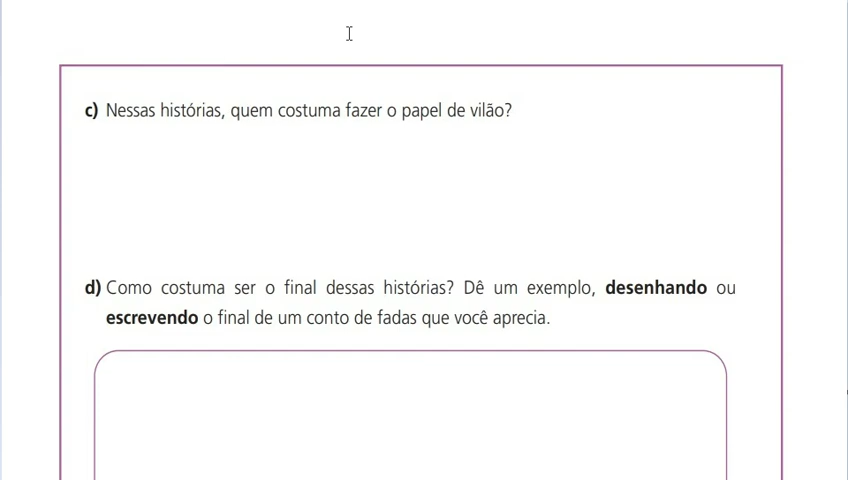 c) Nessas histórias, quem costuma fazer o papel de vilão?
d) Como costuma ser o final dessas histórias? Dê um exemplo, desenhando ou
escrevendo o final de um conto de fadas que você aprecia.